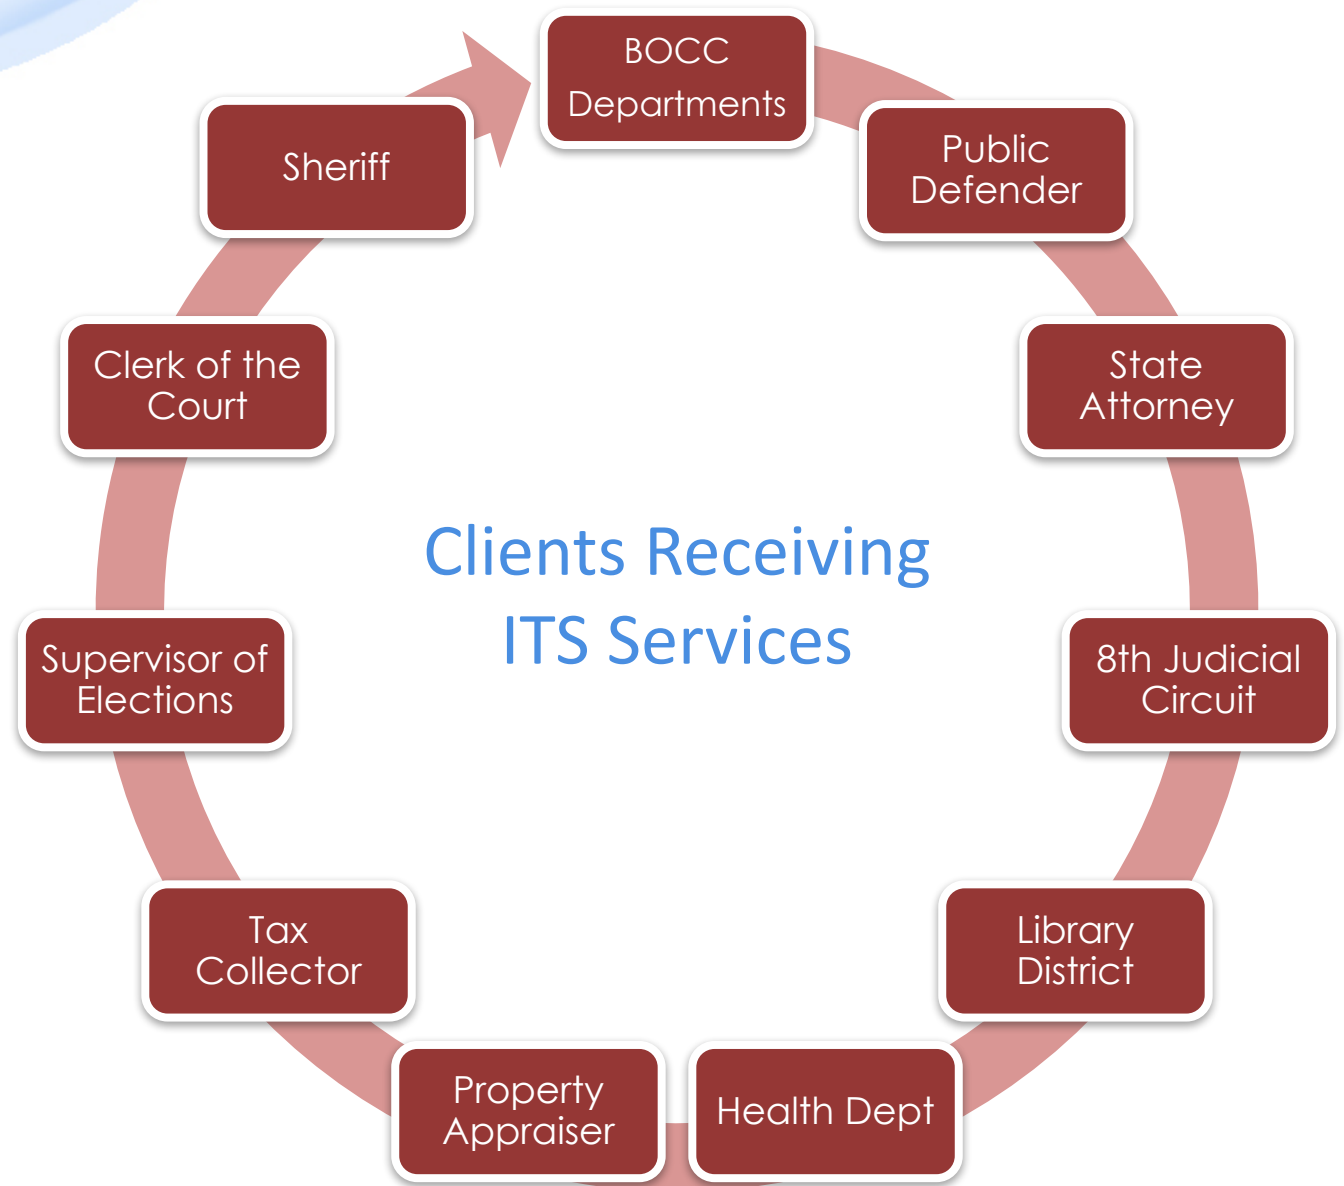 BOCC
Departments
Public
Defender
State
Attorney
8th Judicial
Circuit
Library
District
Health Dept
Property
Appraiser
Tax
Collector
Supervisor of
Elections
Clerk of the
Court
Sheriff
Clients Receiving
ITS Services